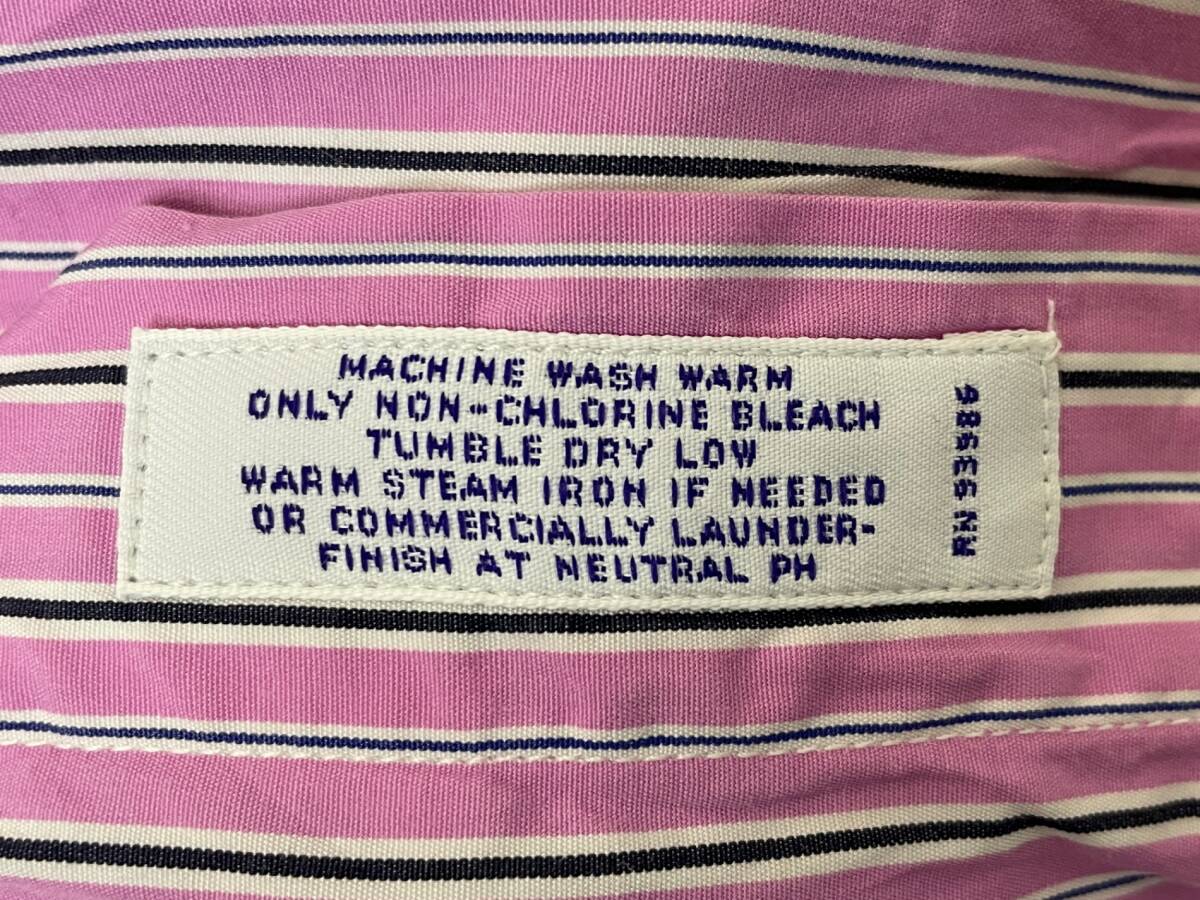 MACHINE WASH WARM
ONLY NON-CHLORINE BLEACH
TUMBLE DRY LOW
WARM STEAM IRON IF NEEDED
OR COMMERCIALLY LAUNDER-
FINISH AT NEUTRAL PH
RN 93989